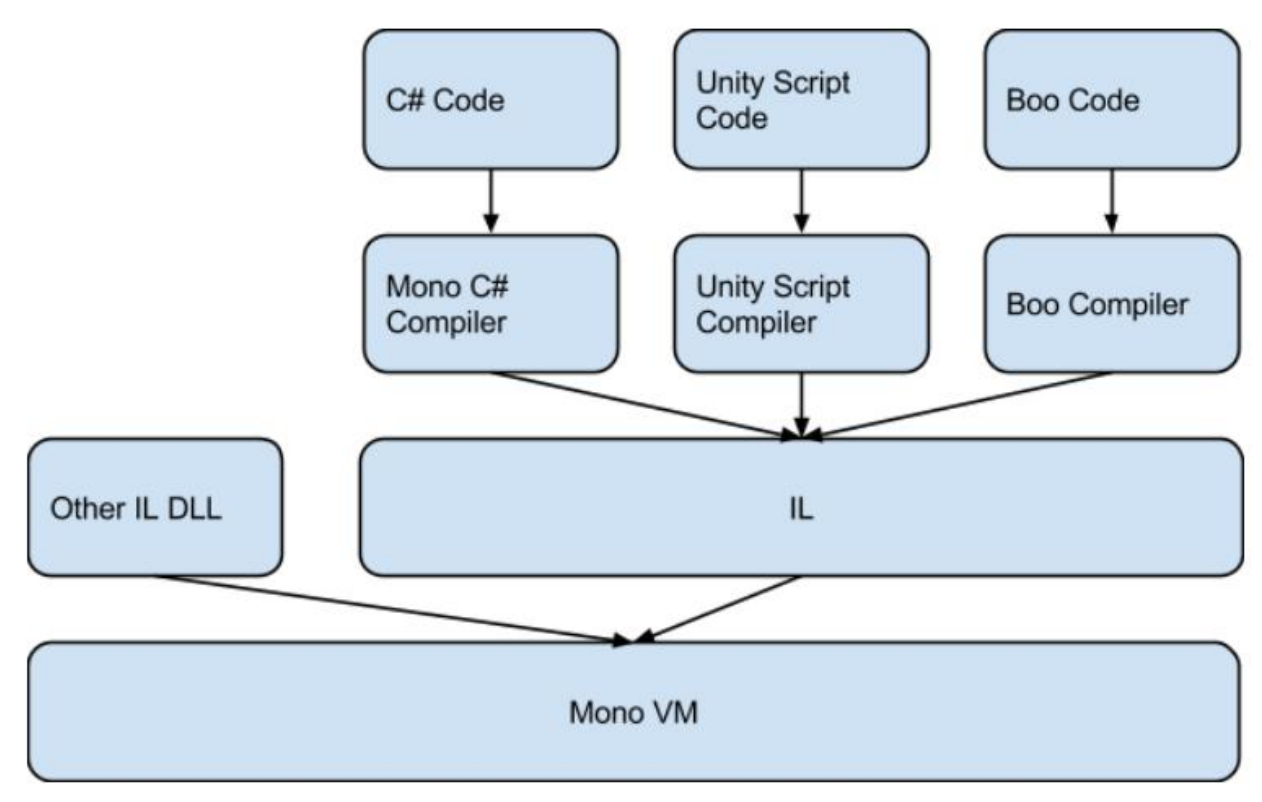 C# Code
Unity Script
Code
Boo Code
Mono C#
Compiler
Unity Script
Compiler
Boo Compiler
Other IL DLL
IL
Mono VM